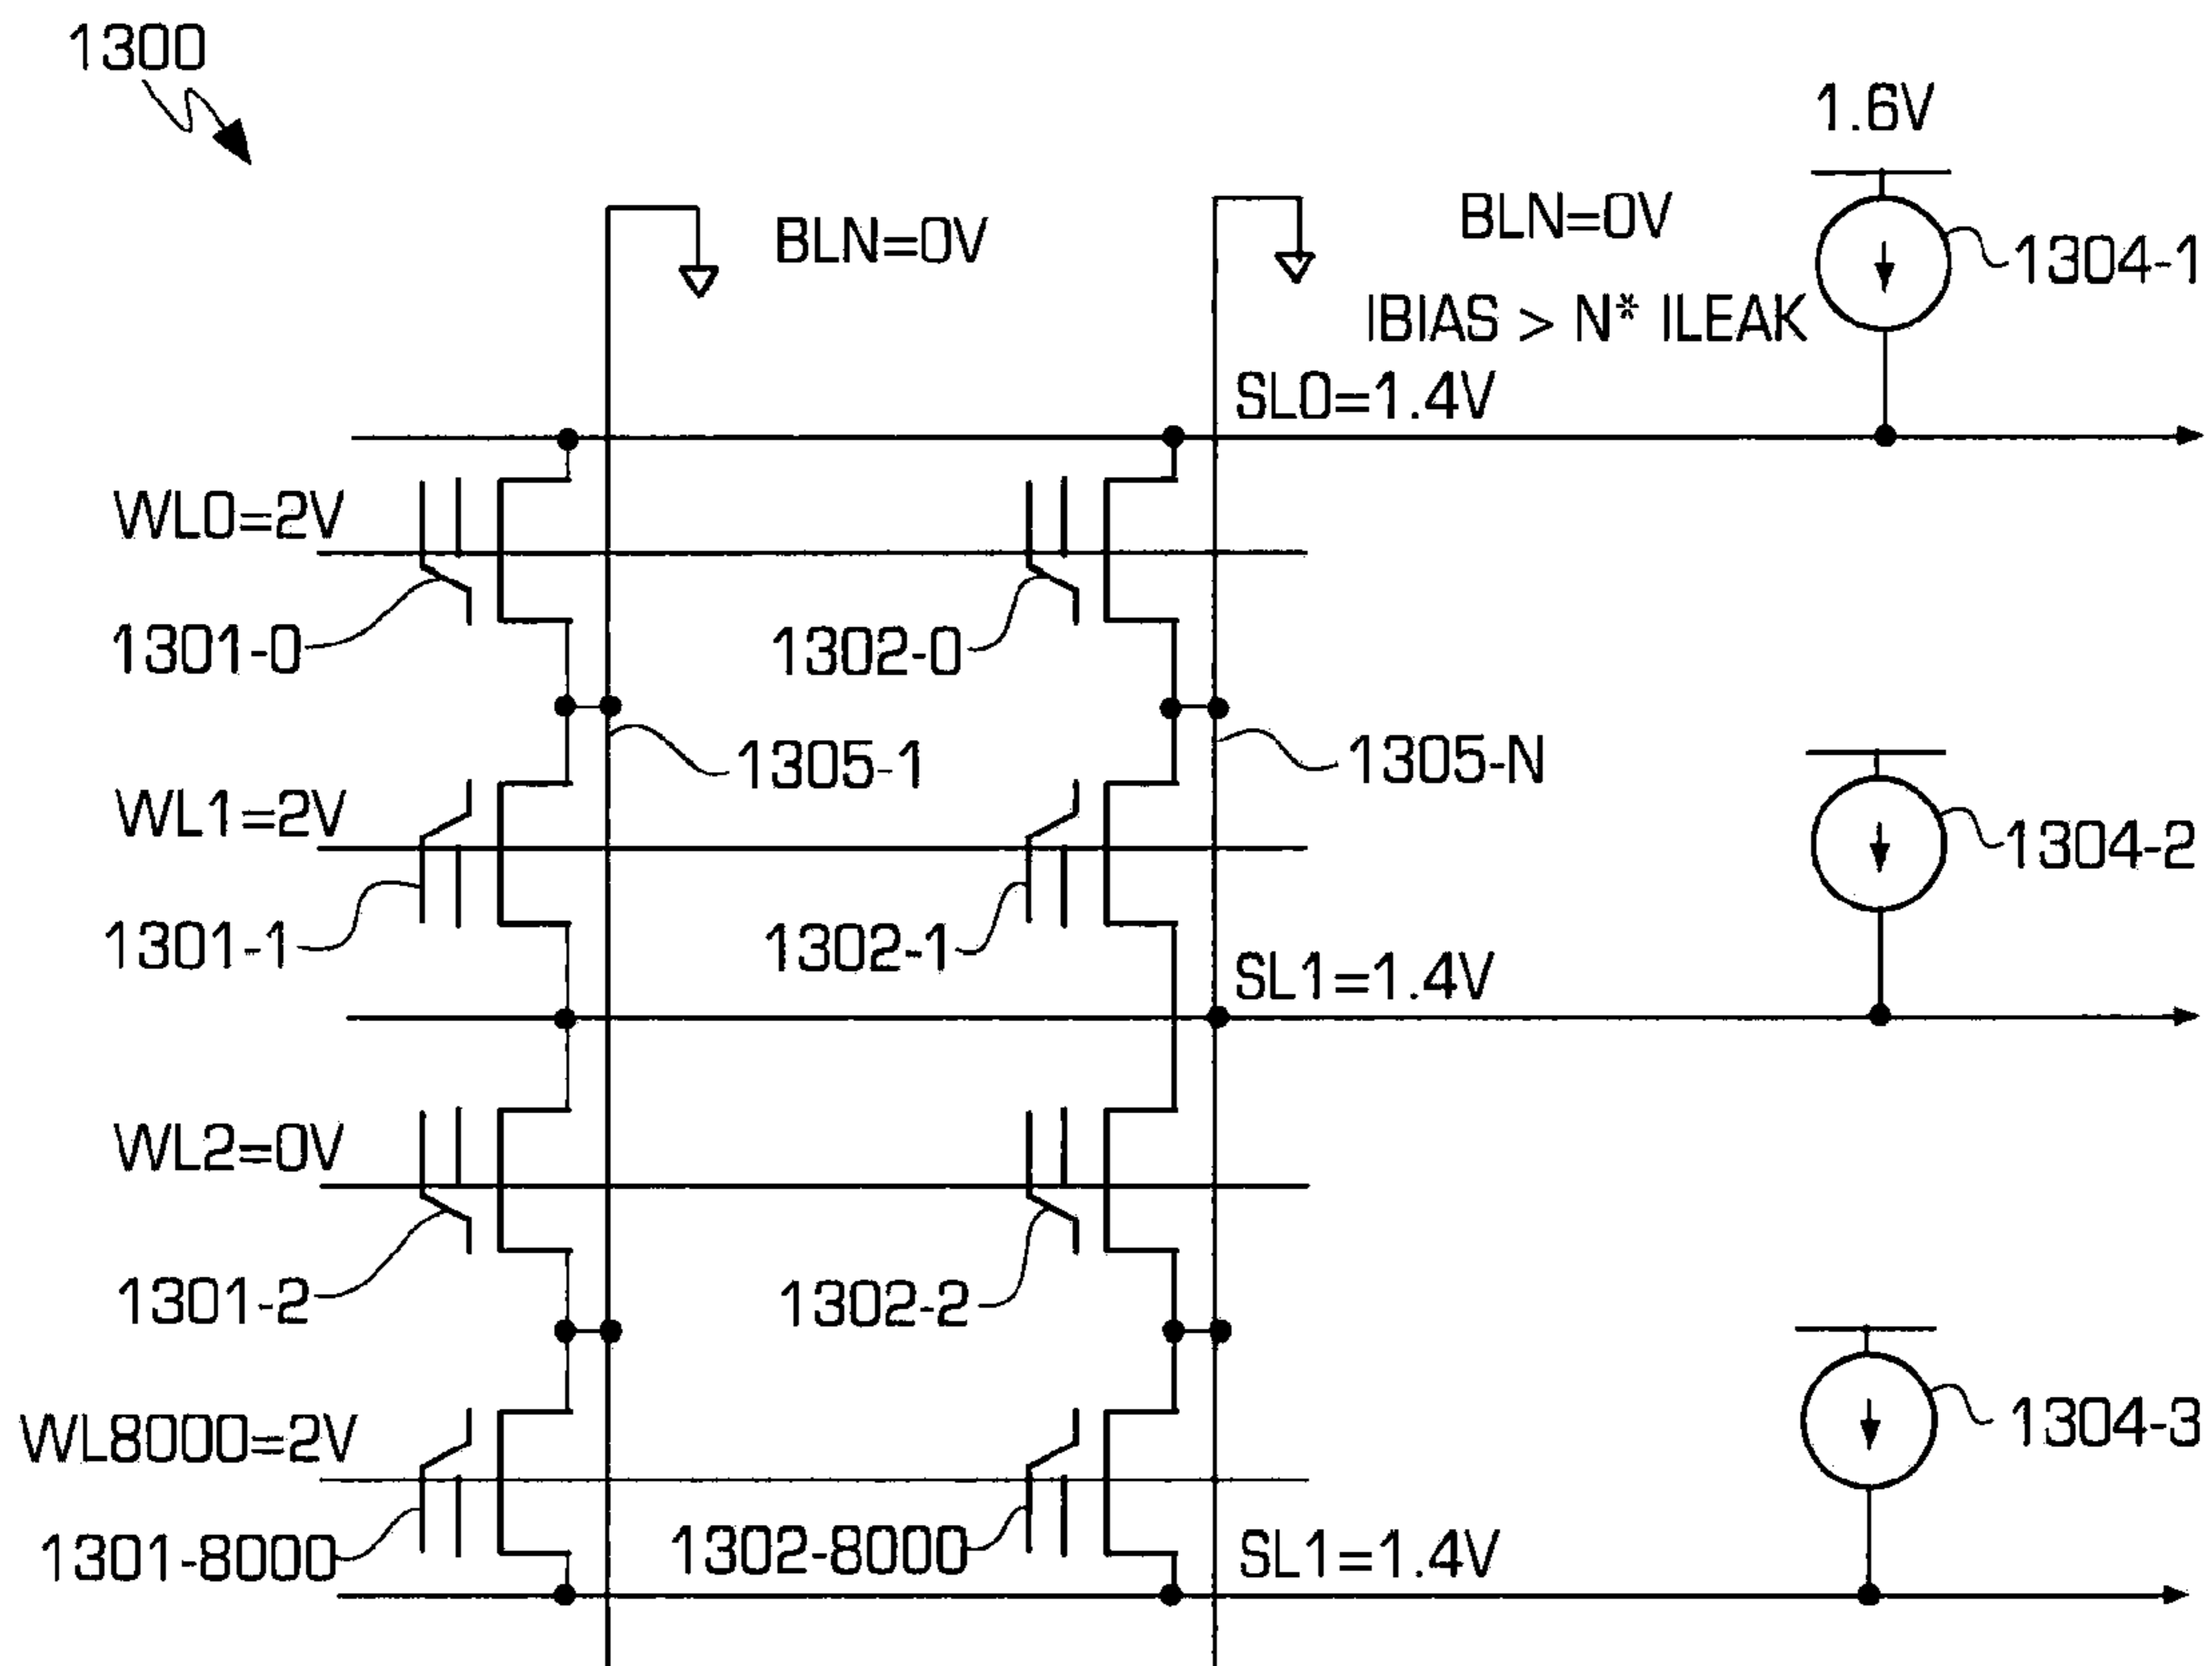 1300
1.6V
BLN=0V
BLN=0V
1304-1
IBIAS > N* ILEAK
SL0=1.4V
WL0=2V
1301-0
1302-0
1305-1
1305-N
WL1=2V
1304-2
1301-1
1302-1
SL1=1.4V
WL2=0V
1301-2
1302-2
1304-3
WL8000=2V
1301-8000
1302-8000
SL1=1.4V